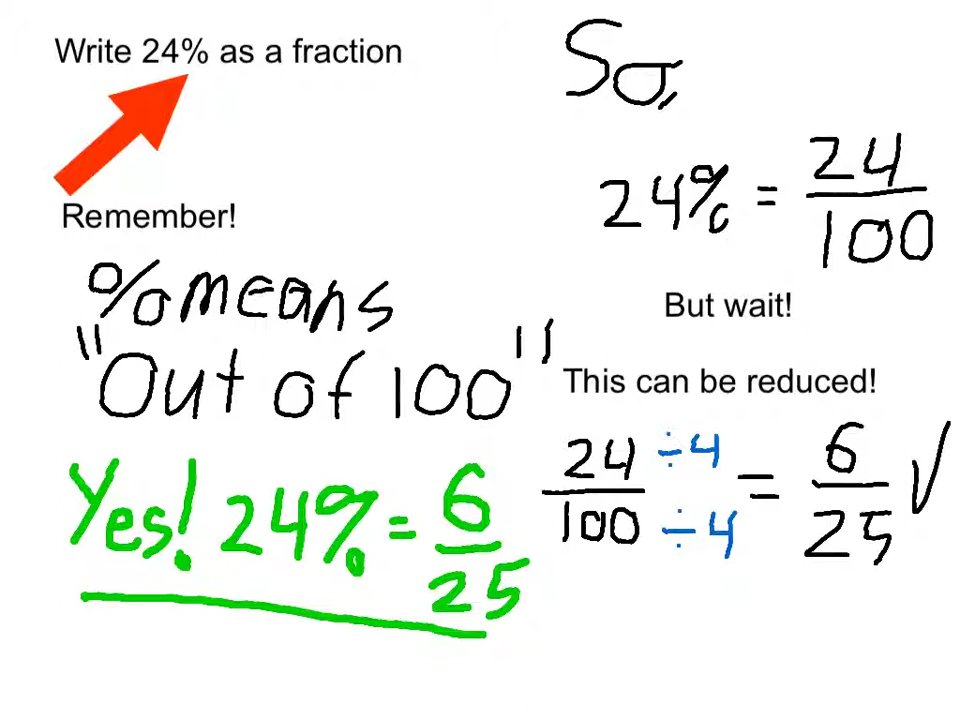 Write 24% as a fraction
Remember!
% means
"Out of 100"
Yes! 24% = 6/25
So,
24% = 24/100
But wait!
This can be reduced!
24/100 ÷4/÷4 = 6/25 ✓